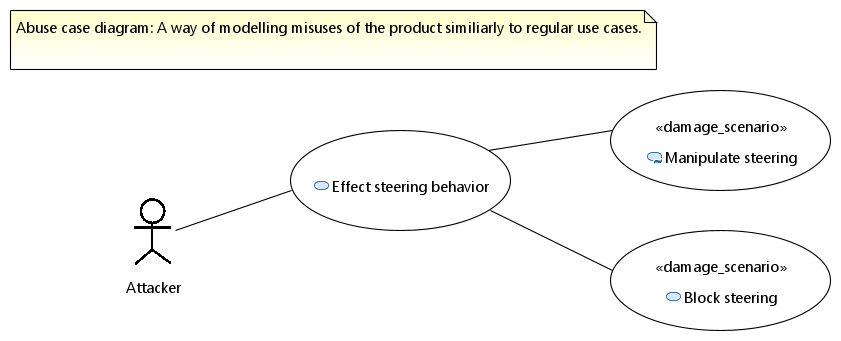 Abuse case diagram: A way of modelling misuses of the product similiarly to regular use cases.
«damage_scenario»
Manipulate steering
Effect steering behavior
Attacker
«damage_scenario»
Block steering